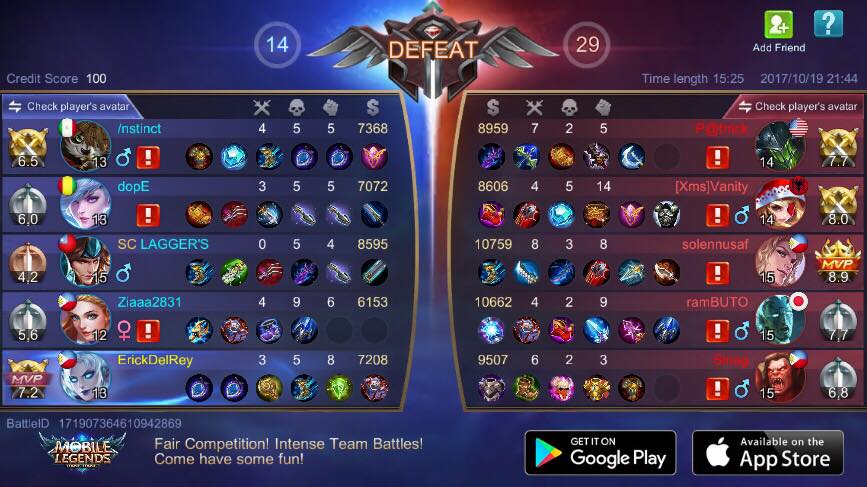 14 DEFEAT 29
Add Friend
Credit Score 100
Time length 15:25 2017/10/19 21:44
Check player's avatar
$
6.5 13 /nstinct 4 5 5 7368
6,0 13 dopE 3 5 5 7072
4,2 15 SC LAGGER'S 0 5 4 8595
5,6 12 Ziaaa2831 4 9 6 6153
MVP 7.2 13 ErickDelRey 3 5 8 7208
$ Check player's avatar
8959 7 2 5 14 7.7
8606 4 5 14 [Xms]Vanity 14 8.0
10759 8 3 8 solennusaf 15 MVP 8.9
10662 4 2 9 ramBUTO 15 7,7
9507 6 2 3 15 6,8
BattleID 171907364610942869
MOBILE LEGENDS
Fair Competition! Intense Team Battles!
Come have some fun!
GET IT ON
Google Play
Available on the
App Store